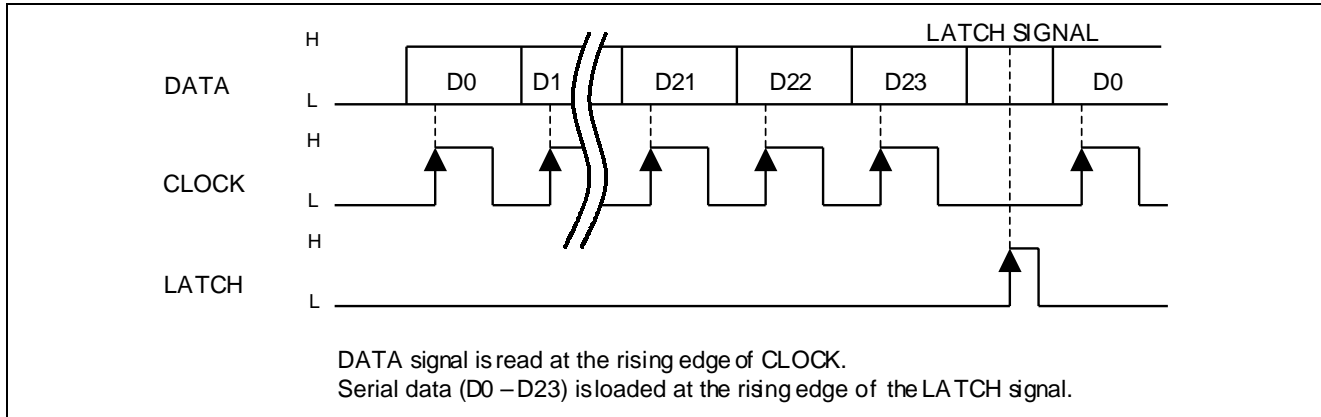 LATCH SIGNAL
H
DATA
D0 D1 D21 D22 D23 D0
L
H
CLOCK
L
H
LATCH
L
DATA signal is read at the rising edge of CLOCK.
Serial data (D0 – D23) is loaded at the rising edge of the LATCH signal.